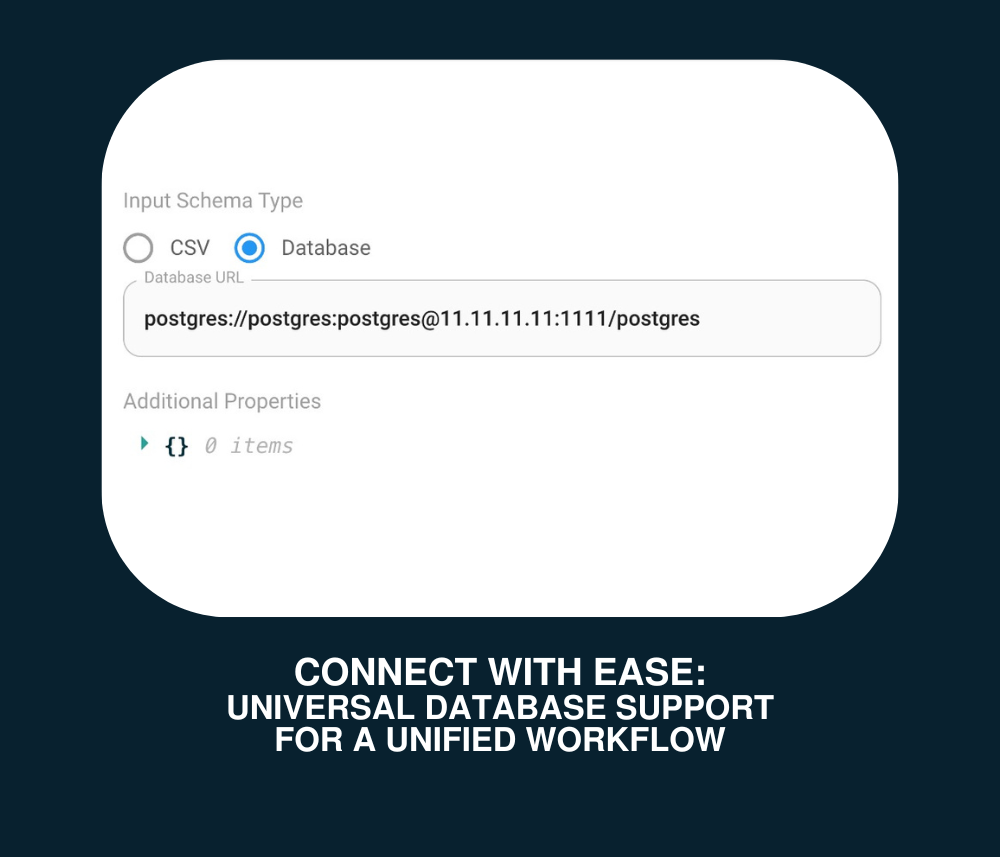 Input Schema Type
CSV Database
Database URL
postgres://postgres:postgres@11.11.11.11:1111/postgres
Additional Properties
{} 0 items
CONNECT WITH EASE:
UNIVERSAL DATABASE SUPPORT
FOR A UNIFIED WORKFLOW